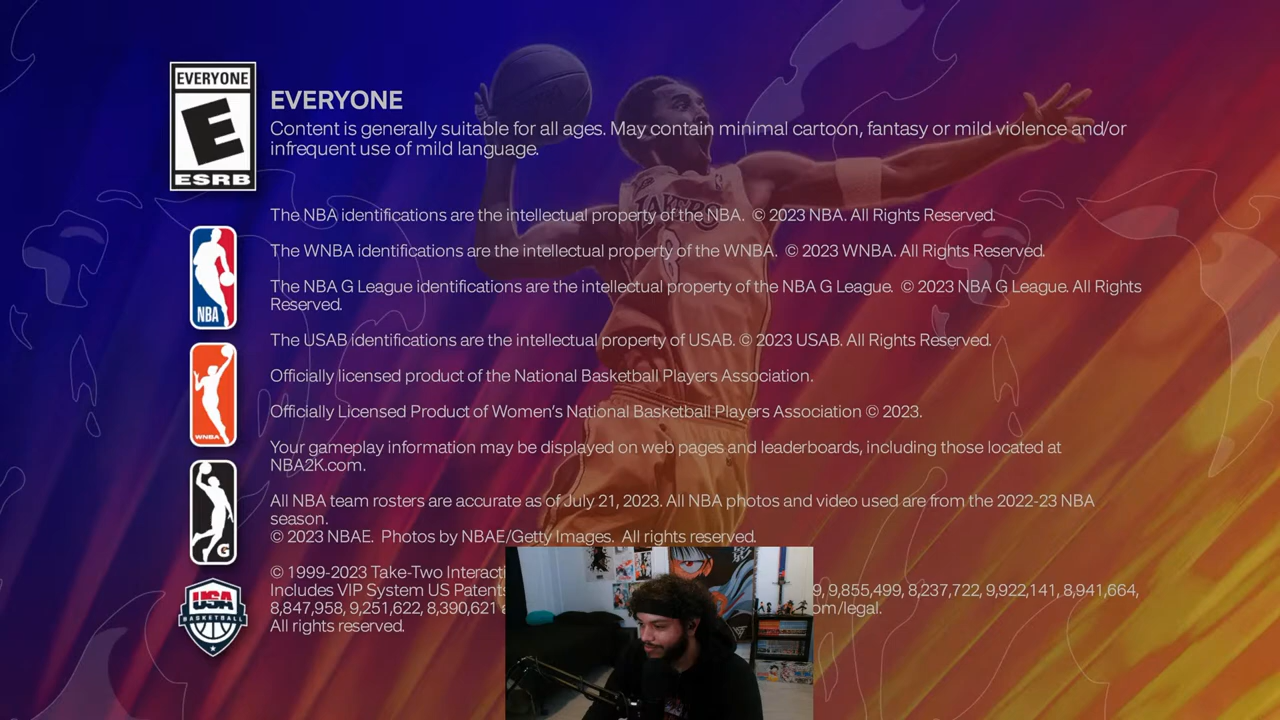 EVERYONE
E
ESRB
EVERYONE
Content is generally suitable for all ages. May contain minimal cartoon, fantasy or mild violence and/or
infrequent use of mild language.
LAKERS
8
The NBA identifications are the intellectual property of the NBA. © 2023 NBA. All Rights Reserved.
NBA
The WNBA identifications are the intellectual property of the WNBA. © 2023 WNBA. All Rights Reserved.
The NBA G League identifications are the intellectual property of the NBA G League. © 2023 NBA G League. All Rights
Reserved.
The USAB identifications are the intellectual property of USAB. © 2023 USAB. All Rights Reserved.
Officially licensed product of the National Basketball Players Association.
WNBA
Officially Licensed Product of Women's National Basketball Players Association © 2023.
Your gameplay information may be displayed on web pages and leaderboards, including those located at
NBA2K.com.
All NBA team rosters are accurate as of July 21, 2023. All NBA photos and video used are from the 2022-23 NBA
season.
G
© 2023 NBAE. Photos by NBAE/Getty Images. All rights reserved.
© 1999-2023 Take-Two
Includes VIP System US 9,855,499, 8,237,722, 9,922,141, 8,941,664,
8,847,958, 9,251,622, 8,390,621
All rights reserved.
USA
BASKETBALL